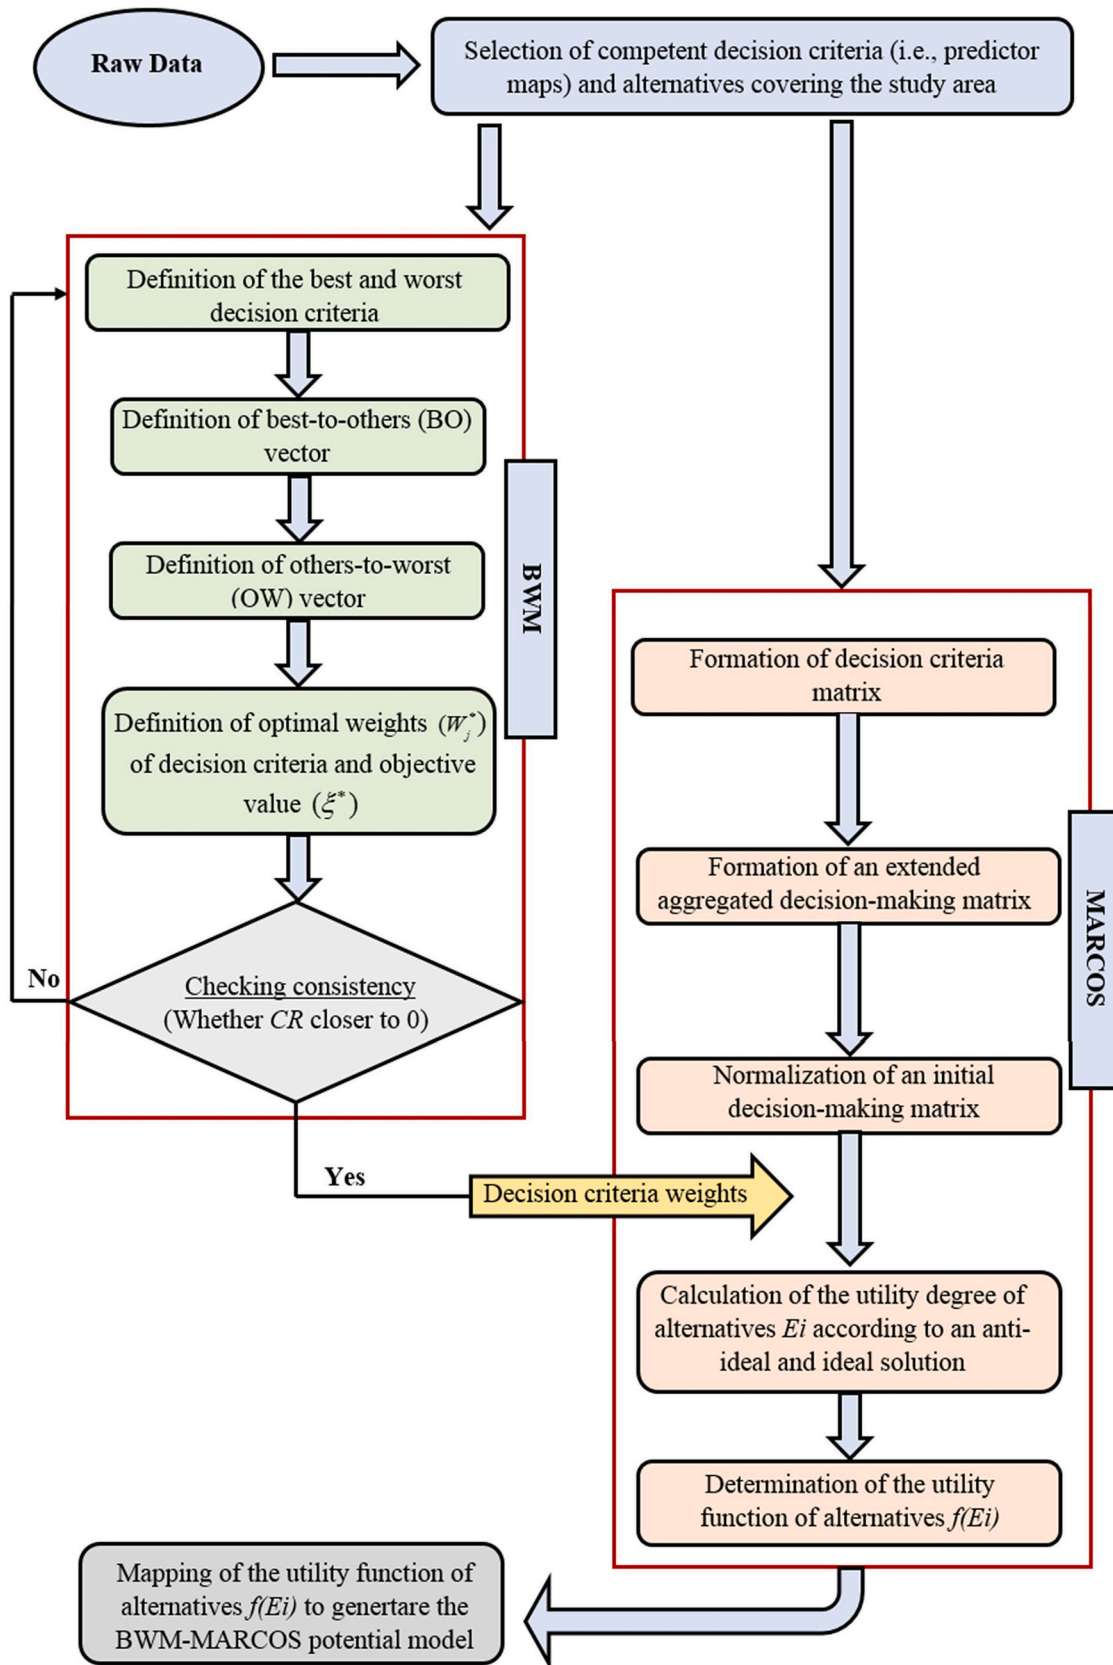 Raw Data
Selection of competent decision criteria (i.e., predictor
maps) and alternatives covering the study area
Definition of the best and worst
decision criteria
Definition of best-to-others (BO)
vector
Definition of others-to-worst
(OW) vector
Definition of optimal weights (W_j^*)
of decision criteria and objective
value (ξ^*)
BWM
Checking consistency
(Whether CR closer to 0)
No
Yes
Decision criteria weights
Formation of decision criteria
matrix
Formation of an extended
aggregated decision-making matrix
Normalization of an initial
decision-making matrix
Calculation of the utility degree of
alternatives Ei according to an anti-
ideal and ideal solution
Determination of the utility
function of alternatives f(Ei)
MARCOS
Mapping of the utility function of
alternatives f(Ei) to genertare the
BWM-MARCOS potential model